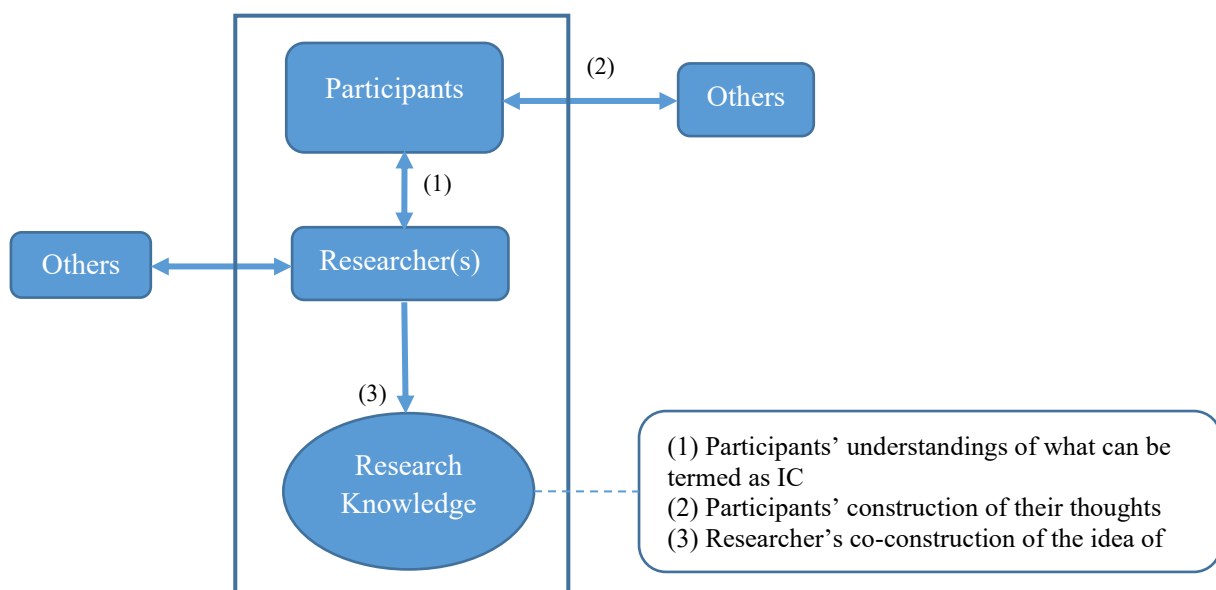 Participants
(2)
Others
(1)
Others
Researcher(s)
(3)
Research
Knowledge
(1) Participants’ understandings of what can be
termed as IC
(2) Participants’ construction of their thoughts
(3) Researcher’s co-construction of the idea of